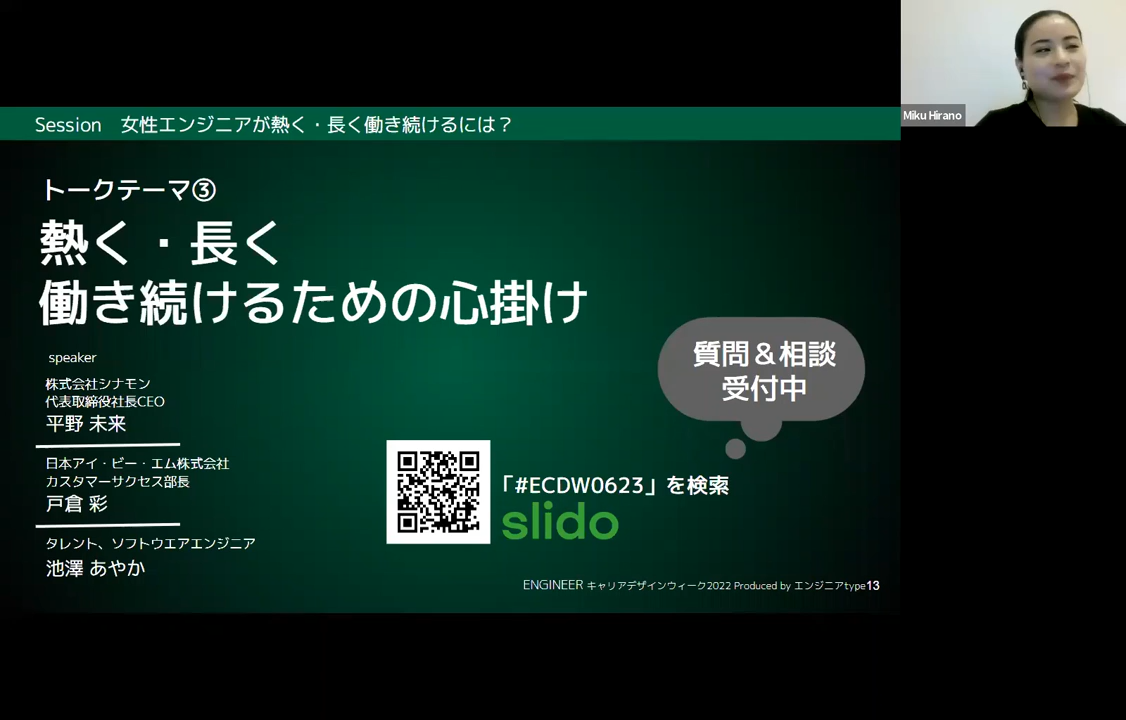 Session 女性エンジニアが熱く・長く働き続けるには？
Miku Hirano
トークテーマ③
熱く・長く
働き続けるための心掛け
speaker
株式会社シナモン
代表取締役社長CEO
平野 未来
日本アイ・ビー・エム株式会社
カスタマーサクセス部長
戸倉 彩
タレント、ソフトウエアエンジニア
池澤 あやか
質問＆相談
受付中
「#ECDW0623」を検索
slido
ENGINEER キャリアデザインウィーク2022 Produced by エンジニアtype13